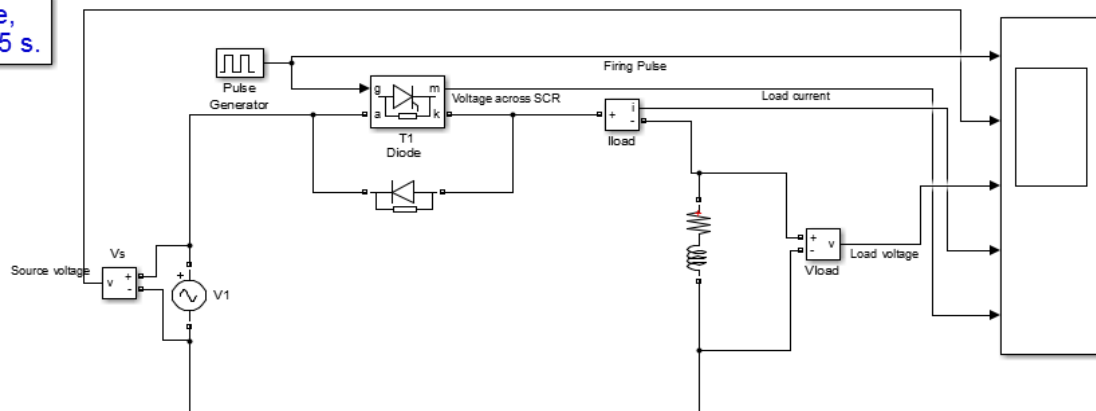 e,
5 s.
Firing Pulse
Pulse
Generator
g
m
Voltage across SCR
Load current
a
k
+
i
-
T1
Diode
Iload
Vs
Source voltage
v
+
-
+
V1
+
-
v
Load voltage
Vload